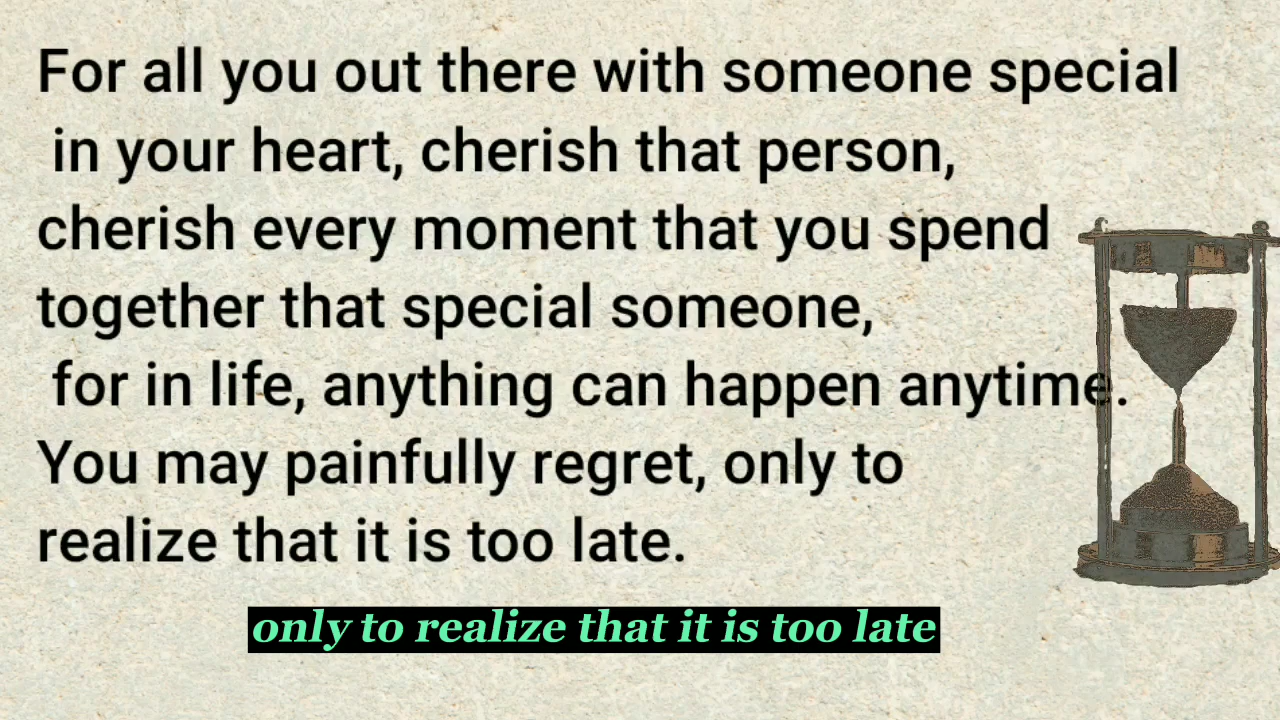 For all you out there with someone special
in your heart, cherish that person,
cherish every moment that you spend
together that special someone,
for in life, anything can happen anytime.
You may painfully regret, only to
realize that it is too late.
only to realize that it is too late